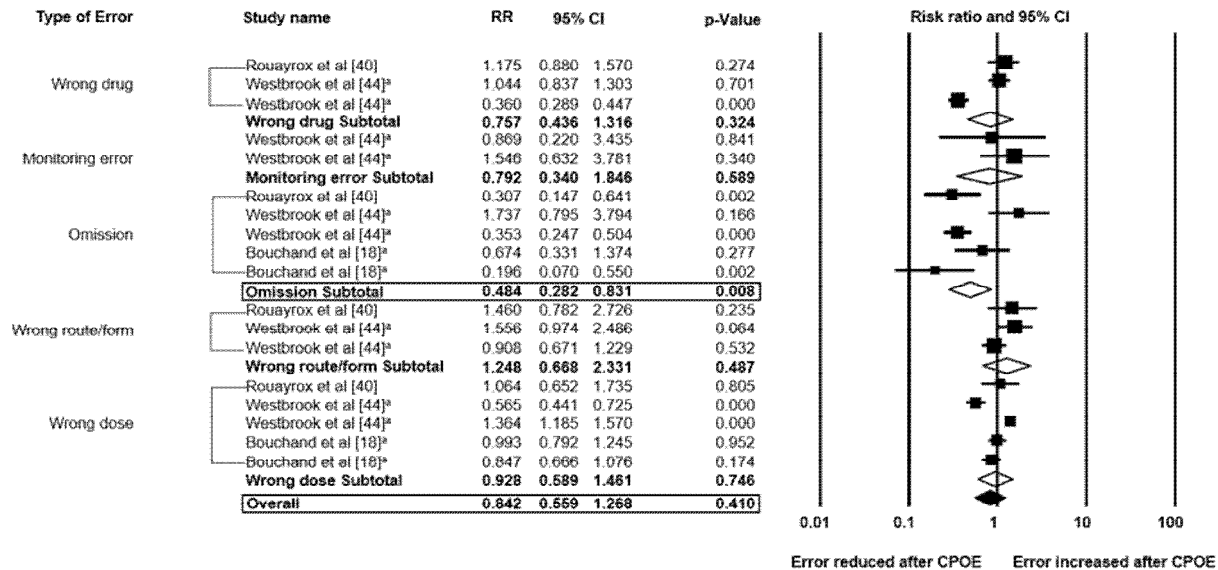 Type of Error Study name RR 95% CI p-Value Risk ratio and 95% CI
Rouayrox et al [40] 1.175 0.880 1.570 0.274
Wrong drug Westbrook et al [44]ª 1.044 0.837 1.303 0.701
Westbrook et al [44]ª 0.360 0.289 0.447 0.000
Wrong drug Subtotal 0.757 0.436 1.316 0.324
Westbrook et al [44]ª 0.869 0.220 3.435 0.841
Monitoring error Westbrook et al [44]ª 1.546 0.632 3.781 0.340
Monitoring error Subtotal 0.792 0.340 1.846 0.589
Rouayrox et al [40] 0.307 0.147 0.641 0.002
Westbrook et al [44]ª 1.737 0.795 3.794 0.166
Omission Westbrook et al [44]ª 0.353 0.247 0.504 0.000
Bouchand et al [18]ª 0.674 0.331 1.374 0.277
Bouchand et al [18]ª 0.196 0.070 0.550 0.002
Omission Subtotal 0.484 0.282 0.831 0.008
Rouayrox et al [40] 1.460 0.782 2.726 0.235
Wrong route/form Westbrook et al [44]ª 1.556 0.974 2.486 0.064
Westbrook et al [44]ª 0.908 0.671 1.229 0.532
Wrong route/form Subtotal 1.248 0.668 2.331 0.487
Rouayrox et al [40] 1.064 0.652 1.735 0.805
Westbrook et al [44]ª 0.565 0.441 0.725 0.000
Wrong dose Westbrook et al [44]ª 1.364 1.185 1.570 0.000
Bouchand et al [18]ª 0.993 0.792 1.245 0.952
Bouchand et al [18]ª 0.847 0.666 1.076 0.174
Wrong dose Subtotal 0.928 0.589 1.461 0.746
Overall 0.842 0.559 1.268 0.410
0.01 0.1 1 10 100
Error reduced after CPOE Error increased after CPOE